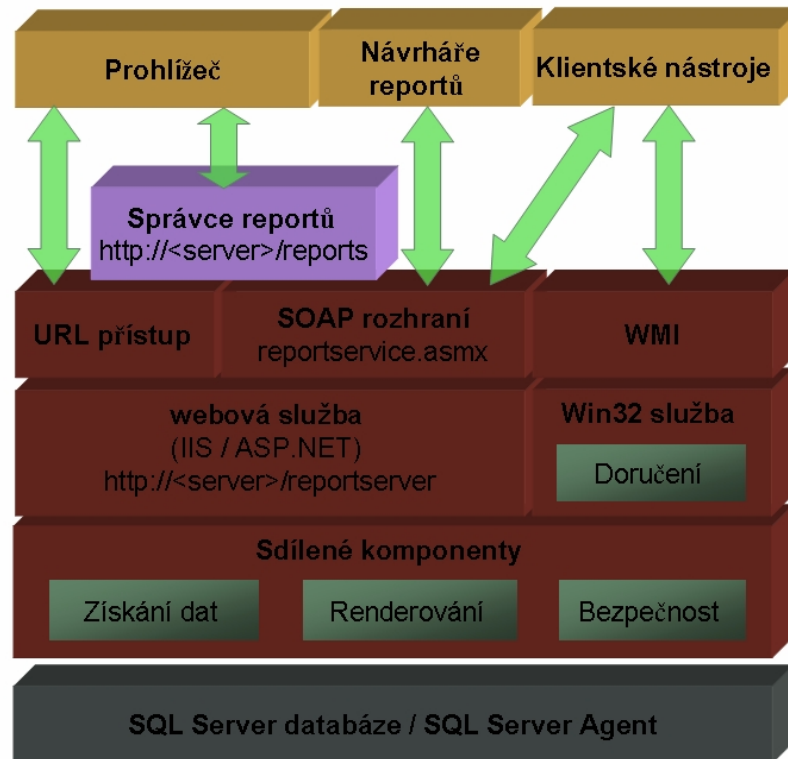 Prohlížeč
Návrháře
reportů
Klientské nástroje
Správce reportů
http://<server>/reports
URL přístup
SOAP rozhraní
reportservice.asmx
WMI
webová služba
(IIS / ASP.NET)
http://<server>/reportserver
Win32 služba
Doručení
Sdílené komponenty
Získání dat
Renderování
Bezpečnost
SQL Server databáze / SQL Server Agent